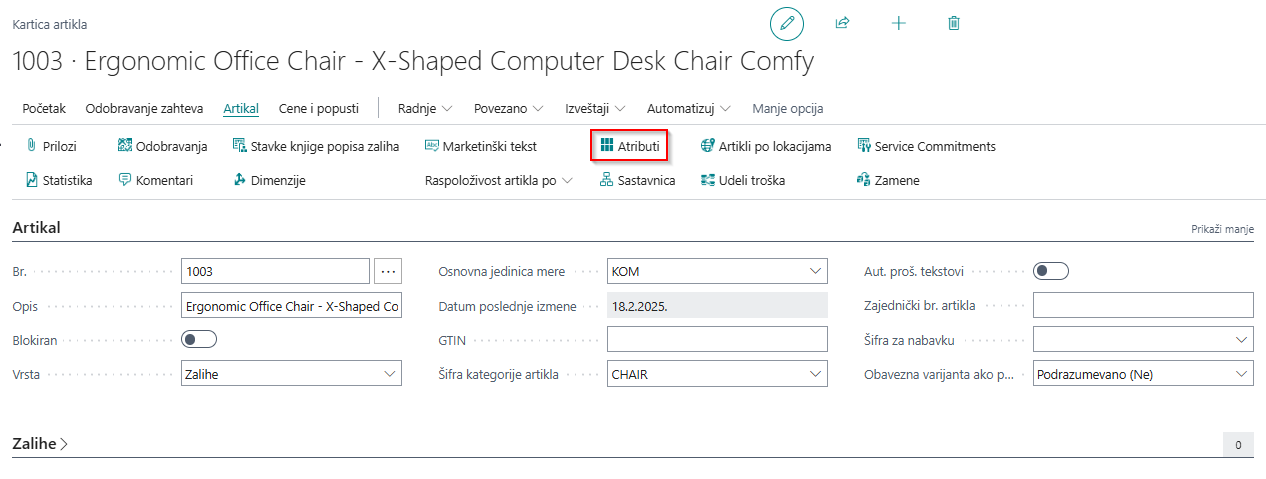 Kartica artikla
1003 · Ergonomic Office Chair - X-Shaped Computer Desk Chair Comfy
Početak Odobravanje zahteva Artikal Cene i popusti Radnje Povezano Izveštaji Automatizuj Manje opcija
Prilozi Odobravanja Stavke knjige popisa zaliha Marketinški tekst Atributi Artikli po lokacijama Service Commitments
Statistika Komentari Dimenzije Raspoloživost artikla po Sastavnica Udeli troška Zamene
Artikal Prikaži manje
Br. 1003 ... Osnovna jedinica mere KOM Aut. proš. tekstovi
Opis Ergonomic Office Chair - X-Shaped Co Datum poslednje izmene 18.2.2025. Zajednički br. artikla
Blokiran GTIN Šifra za nabavku
Vrsta Zalihe Šifra kategorije artikla CHAIR Obavezna varijanta ako p... Podrazumevano (Ne)
Zalihe 0